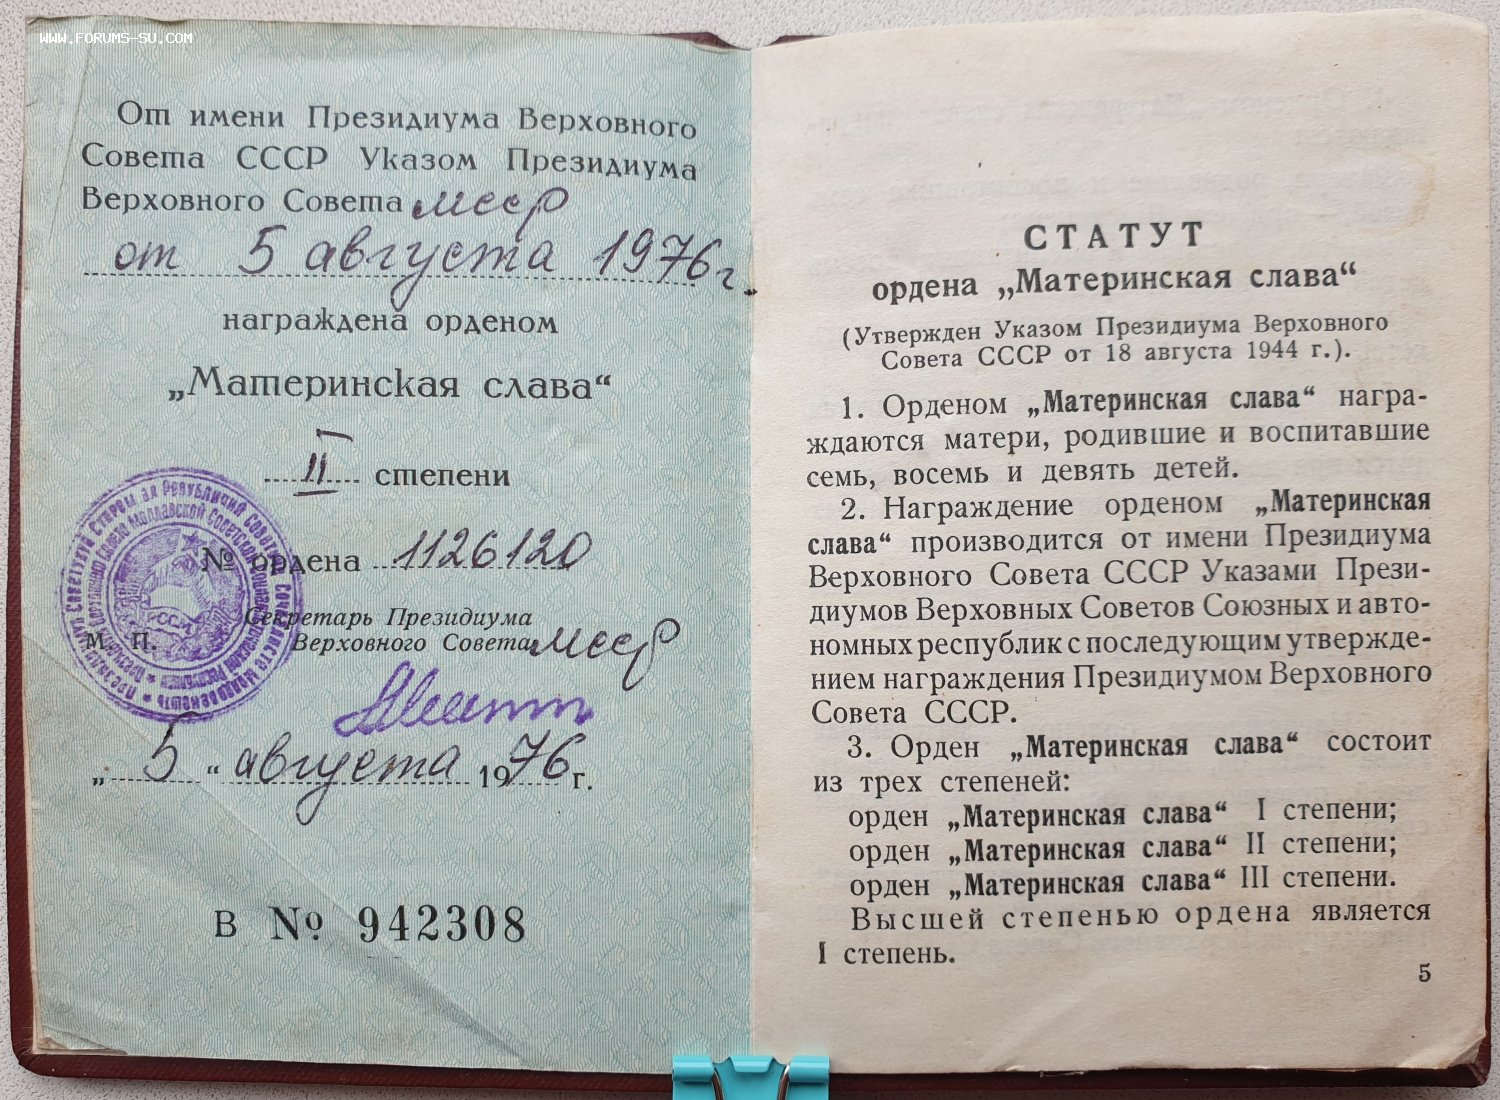 WWW.FORUMS-SU.COM
От имени Президиума Верховного
Совета СССР Указом Президиума
Верховного Совета МССР
от 5 августа 1976 г.
награждена орденом
„Материнская слава“
II степени
№ ордена 1126120
Секретарь Президиума
М. П. Верховного Совета МССР
„ 5 “ августа 1976 г.
В № 942308
СТАТУТ
ордена „Материнская слава“
(Утвержден Указом Президиума Верховного
Совета СССР от 18 августа 1944 г.).
1. Орденом „Материнская слава“ награ-
ждаются матери, родившие и воспитавшие
семь, восемь и девять детей.
2. Награждение орденом „Материнская
слава“ производится от имени Президиума
Верховного Совета СССР Указами Прези-
диумов Верховных Советов Союзных и авто-
номных республик с последующим утвержде-
нием награждения Президиумом Верховного
Совета СССР.
3. Орден „Материнская слава“ состоит
из трех степеней:
орден „Материнская слава“ I степени;
орден „Материнская слава“ II степени;
орден „Материнская слава“ III степени.
Высшей степенью ордена является
I степень.
5